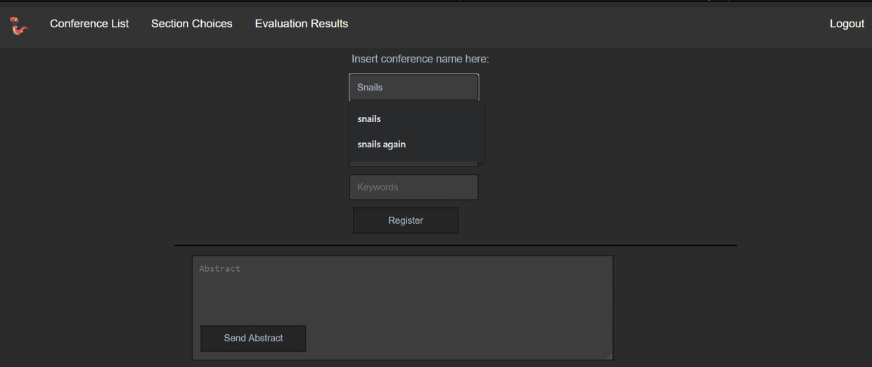 Conference List Section Choices Evaluation Results Logout
Insert conference name here:
Snails
snails
snails again
Keywords
Register
Abstract
Send Abstract